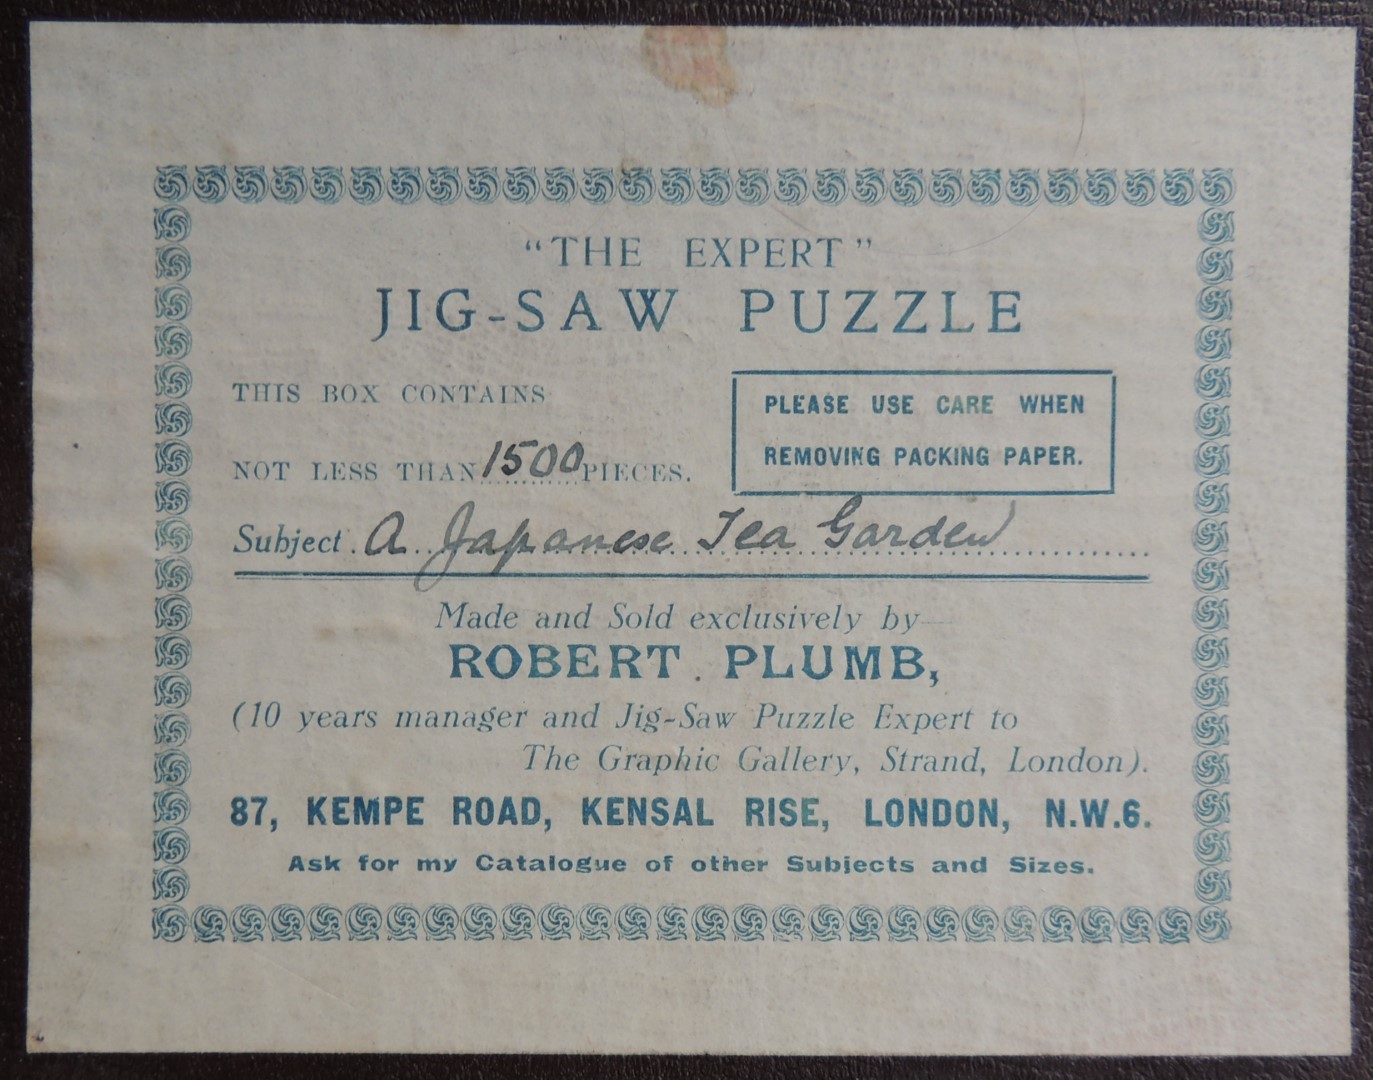 "THE EXPERT"
JIG-SAW PUZZLE
THIS BOX CONTAINS
NOT LESS THAN 1500 PIECES.
PLEASE USE CARE WHEN
REMOVING PACKING PAPER.
Subject. A Japanese Tea Garden
Made and Sold exclusively by—
ROBERT PLUMB,
(10 years manager and Jig-Saw Puzzle Expert to
The Graphic Gallery, Strand, London).
87, KEMPE ROAD, KENSAL RISE, LONDON, N.W.6.
Ask for my Catalogue of other Subjects and Sizes.